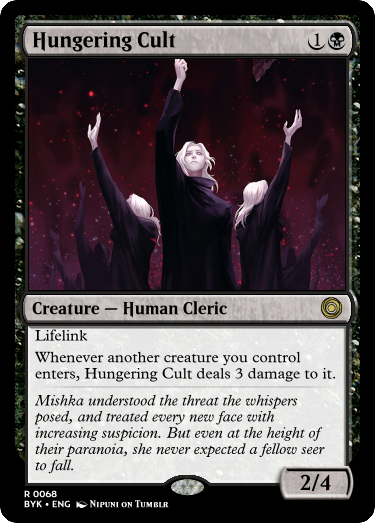 Hungering Cult 1
Creature — Human Cleric
Lifelink
Whenever another creature you control
enters, Hungering Cult deals 3 damage to it.
Mishka understood the threat the whispers
posed, and treated every new face with
increasing suspicion. But even at the height of
their paranoia, she never expected a fellow seer
to fall.
2/4
R 0068
BYK • ENG Nipuni on Tumblr